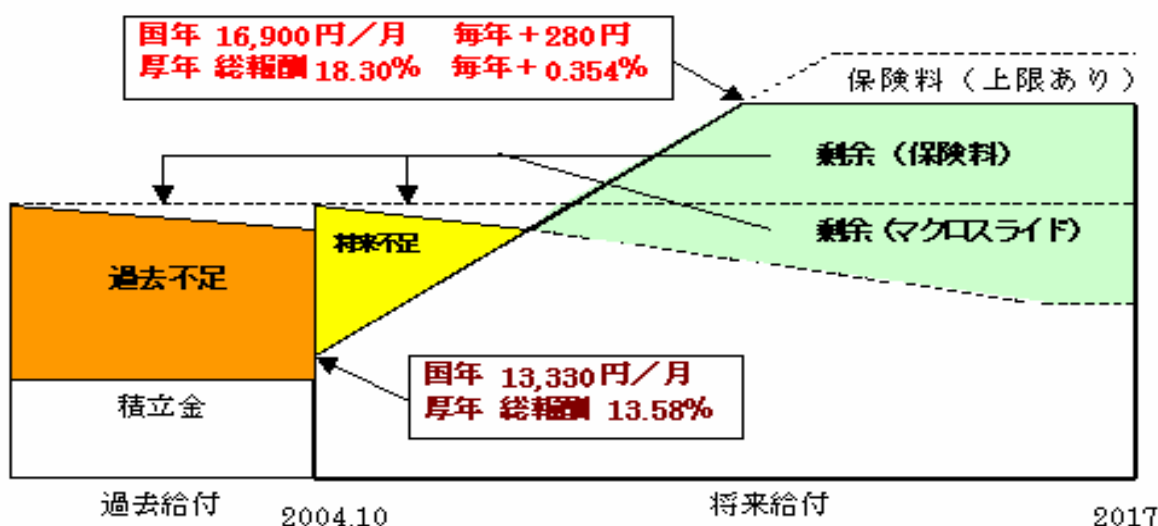 国年 16,900円／月　毎年＋280円
厚年 総報酬 18.30%　毎年＋0.354%
保険料（上限あり）
剰余（保険料）
剰余（マクロスライド）
将来不足
過去不足
国年 13,330円／月
厚年 総報酬 13.58%
積立金
過去給付
2004.10
将来給付
2017